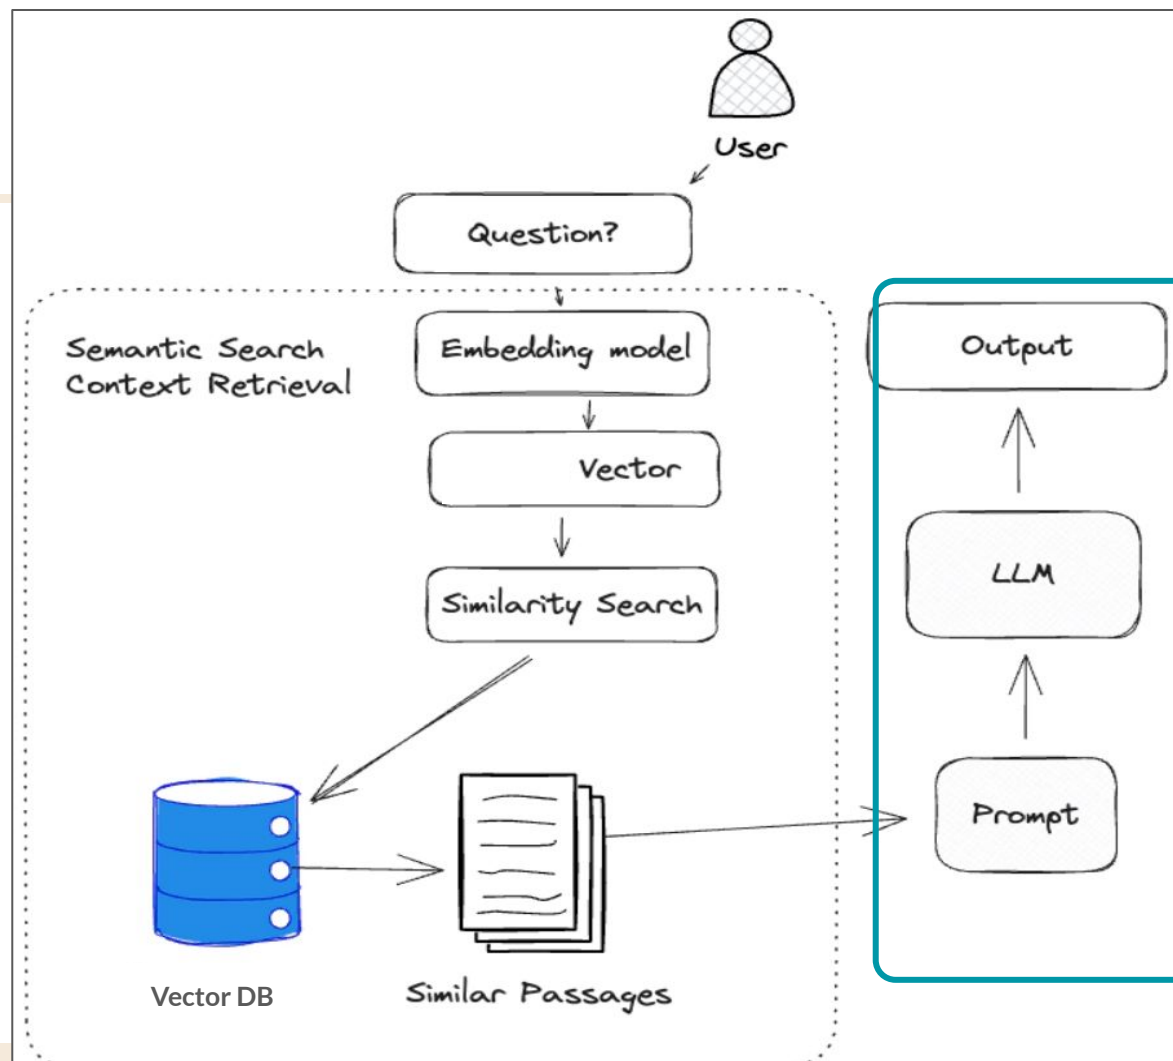 User
Question?
Semantic Search
Context Retrieval
Embedding model
Vector
Similarity Search
Vector DB
Similar Passages
Output
LLM
Prompt